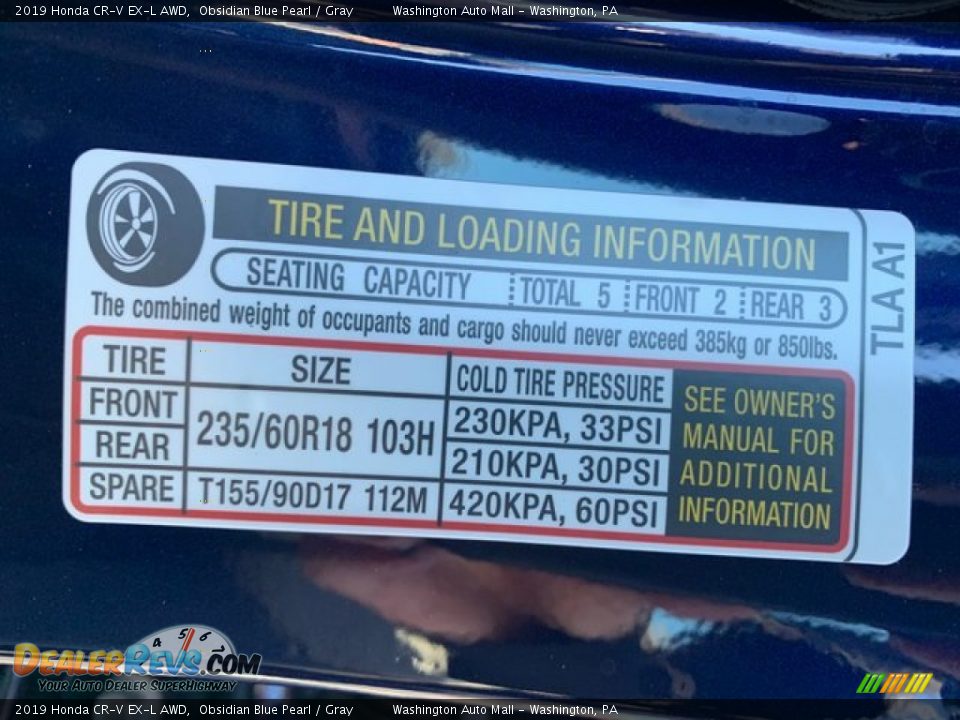 2019 Honda CR-V EX-L AWD, Obsidian Blue Pearl / Gray Washington Auto Mall - Washington, PA
TIRE AND LOADING INFORMATION
SEATING CAPACITY TOTAL 5 FRONT 2 REAR 3
The combined weight of occupants and cargo should never exceed 385kg or 850lbs.
TLA A1
TIRE SIZE COLD TIRE PRESSURE
FRONT 235/60R18 103H 230KPA, 33PSI
REAR 210KPA, 30PSI
SPARE T155/90D17 112M 420KPA, 60PSI
SEE OWNER'S
MANUAL FOR
ADDITIONAL
INFORMATION
4 5 6
DEALERREVS.COM
YOUR AUTO DEALER SUPERHIGHWAY
2019 Honda CR-V EX-L AWD, Obsidian Blue Pearl / Gray Washington Auto Mall - Washington, PA